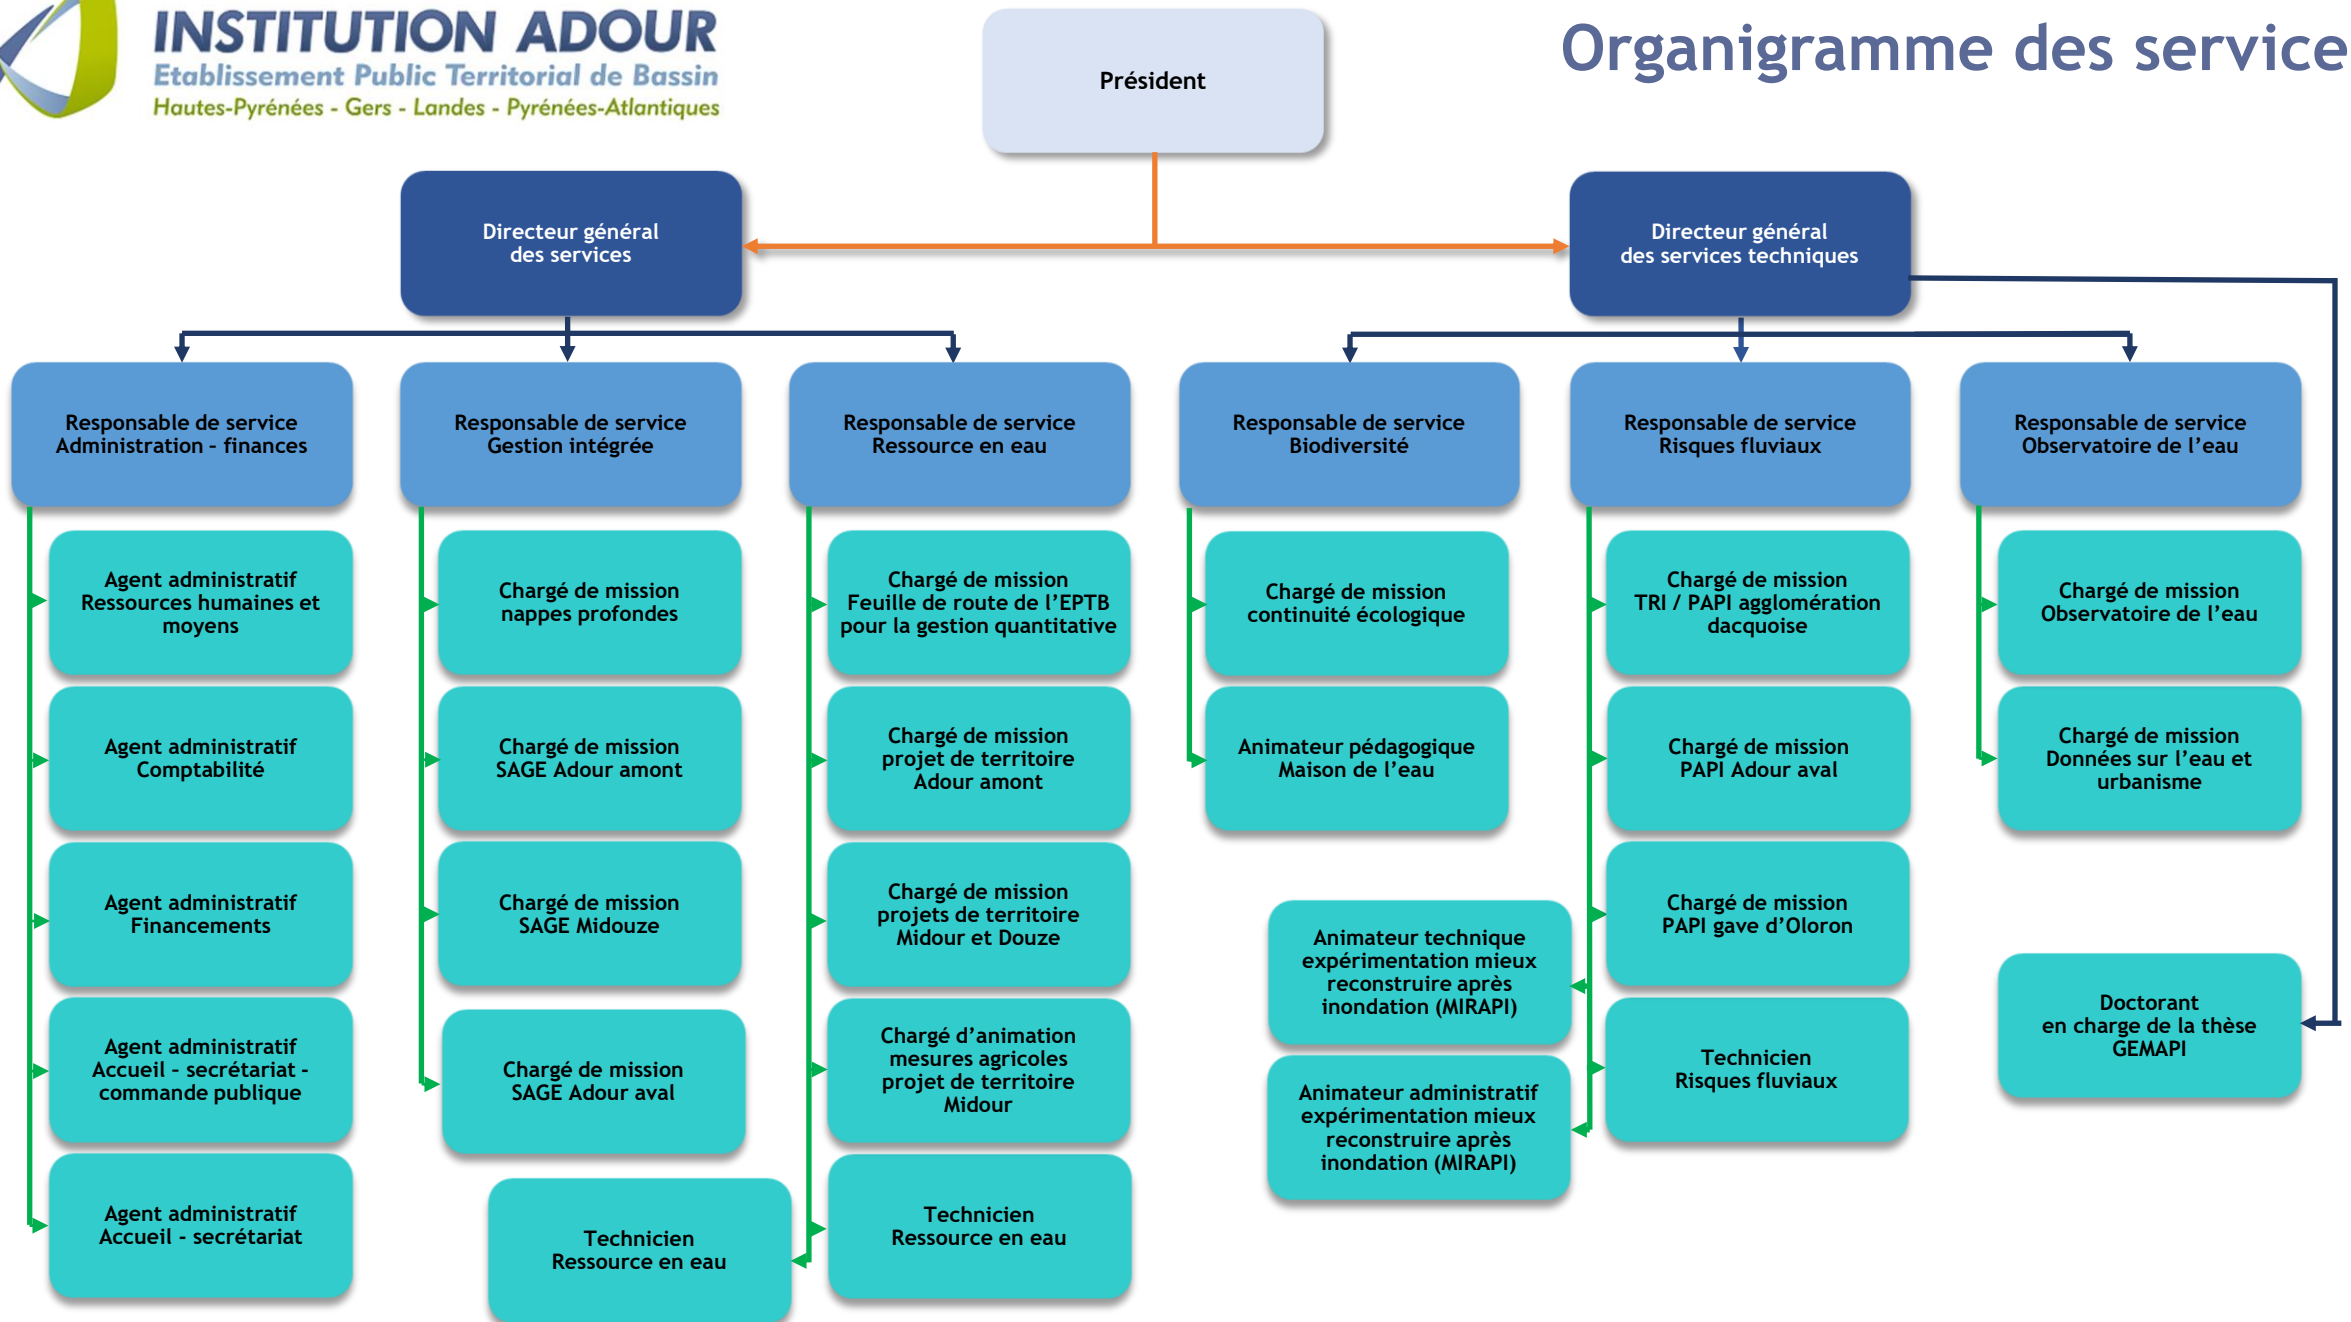 INSTITUTION ADOUR
Etablissement Public Territorial de Bassin
Hautes-Pyrénées - Gers - Landes - Pyrénées-Atlantiques
Organigramme des service
Président
Directeur général
des services
Directeur général
des services techniques
Responsable de service
Administration – finances
Responsable de service
Gestion intégrée
Responsable de service
Ressource en eau
Responsable de service
Biodiversité
Responsable de service
Risques fluviaux
Responsable de service
Observatoire de l’eau
Agent administratif
Ressources humaines et
moyens
Agent administratif
Comptabilité
Agent administratif
Financements
Agent administratif
Accueil – secrétariat –
commande publique
Agent administratif
Accueil - secrétariat
Chargé de mission
nappes profondes
Chargé de mission
SAGE Adour amont
Chargé de mission
SAGE Midouze
Chargé de mission
SAGE Adour aval
Technicien
Ressource en eau
Chargé de mission
Feuille de route de l’EPTB
pour la gestion quantitative
Chargé de mission
projet de territoire
Adour amont
Chargé de mission
projets de territoire
Midour et Douze
Chargé d’animation
mesures agricoles
projet de territoire
Midour
Technicien
Ressource en eau
Chargé de mission
continuité écologique
Animateur pédagogique
Maison de l’eau
Animateur technique
expérimentation mieux
reconstruire après
inondation (MIRAPI)
Animateur administratif
expérimentation mieux
reconstruire après
inondation (MIRAPI)
Chargé de mission
TRI / PAPI agglomération
dacquoise
Chargé de mission
PAPI Adour aval
Chargé de mission
PAPI gave d’Oloron
Technicien
Risques fluviaux
Chargé de mission
Observatoire de l’eau
Chargé de mission
Données sur l’eau et
urbanisme
Doctorant
en charge de la thèse
GEMAPI